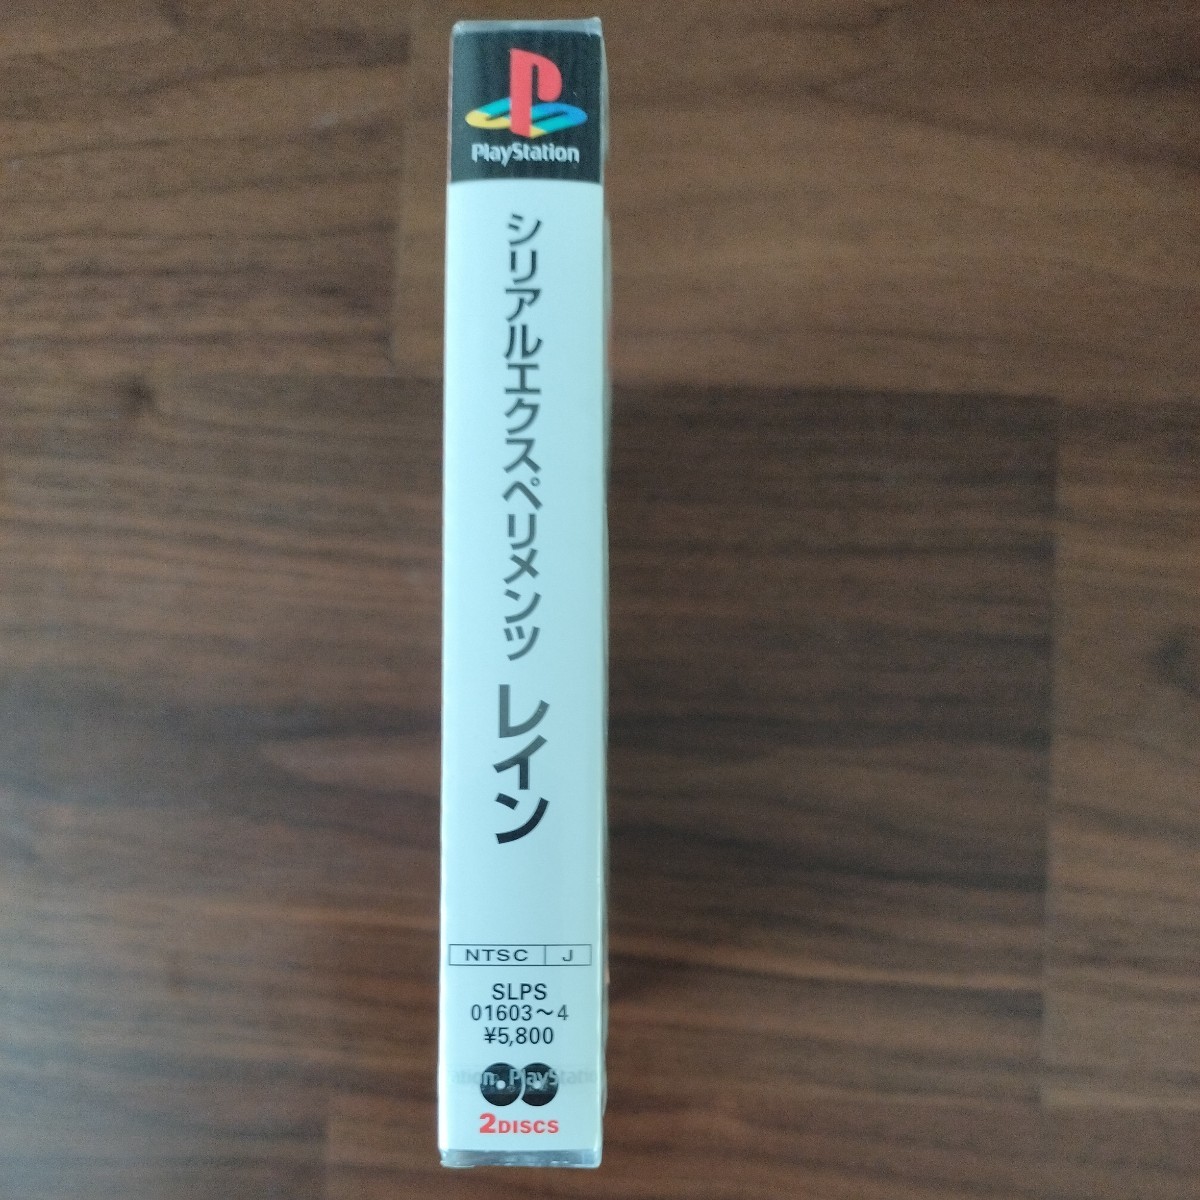 PlayStation
シリアルエクスペリメンツ レイン
NTSC J
SLPS
01603～4
¥5,800
PlayStatio
2DISCS